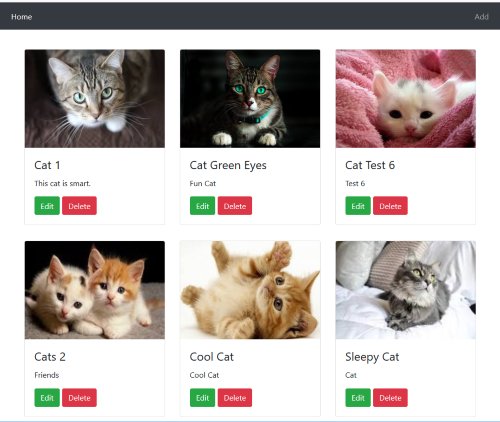 Home Add
Cat 1
This cat is smart.
Edit Delete
Cat Green Eyes
Fun Cat
Edit Delete
Cat Test 6
Test 6
Edit Delete
Cats 2
Friends
Edit Delete
Cool Cat
Cool Cat
Edit Delete
Sleepy Cat
Cat
Edit Delete